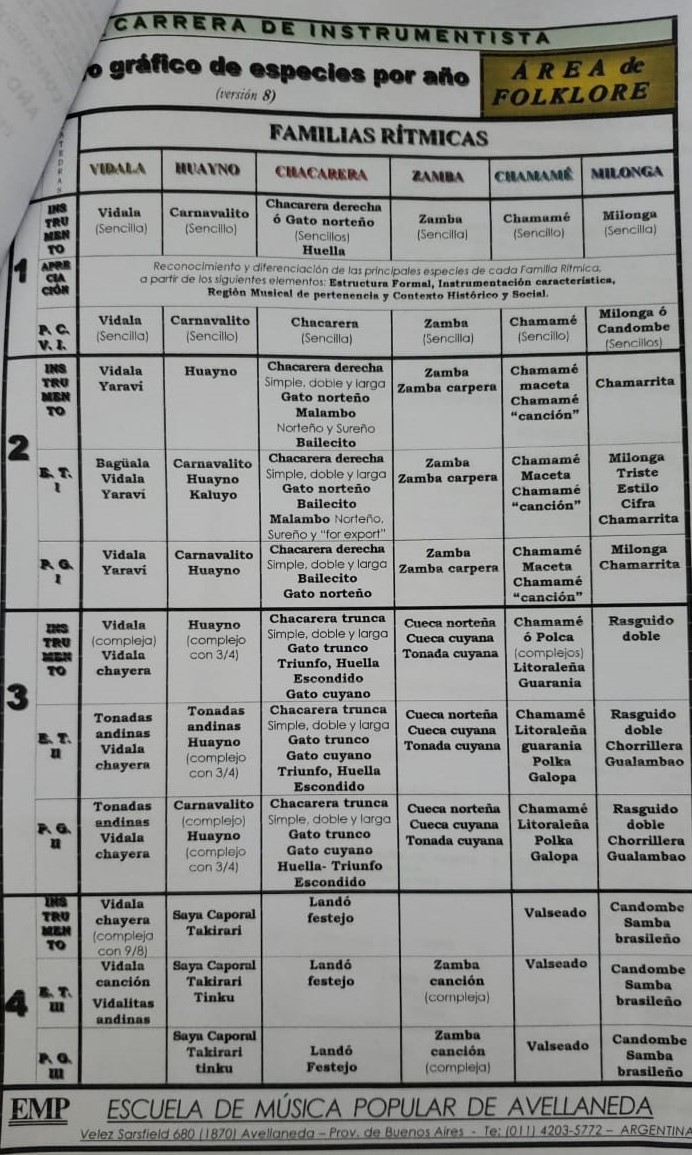 CARRERA DE INSTRUMENTISTA
o gráfico de especies por año
(versión 8)
ÁREA de
FOLKLORE
FAMILIAS RÍTMICAS
VIDALA HUAYNO CHACARERA ZAMBA CHAMAMÉ MILONGA
1
INS
TRU
MEN
TO
Vidala
(Sencilla)
Carnavalito
(Sencillo)
Chacarera derecha
ó Gato norteño
(Sencillos)
Huella
Zamba
(Sencilla)
Chamamé
(Sencillo)
Milonga
(Sencilla)
APRE
CIA
CIÓN
Reconocimiento y diferenciación de las principales especies de cada Familia Rítmica,
a partir de los siguientes elementos: Estructura Formal, Instrumentación característica,
Región Musical de pertenencia y Contexto Histórico y Social.
P. C.
V. I.
Vidala
(Sencilla)
Carnavalito
(Sencillo)
Chacarera
(Sencilla)
Zamba
(Sencilla)
Chamamé
(Sencillo)
Milonga ó
Candombe
(Sencillos)
2
INS
TRU
MEN
TO
Vidala
Yaraví
Huayno
Chacarera derecha
Simple, doble y larga
Gato norteño
Malambo
Norteño y Sureño
Bailecito
Zamba
Zamba carpera
Chamamé
maceta
Chamamé
“canción”
Chamarrita
E. T.
I
Bagüala
Vidala
Yaraví
Carnavalito
Huayno
Kaluyo
Chacarera derecha
Simple, doble y larga
Gato norteño
Bailecito
Malambo Norteño,
Sureño y “for export”
Zamba
Zamba carpera
Chamamé
Maceta
Chamamé
“canción”
Milonga
Triste
Estilo
Cifra
Chamarrita
P. G.
I
Vidala
Yaraví
Carnavalito
Huayno
Chacarera derecha
Simple, doble y larga
Bailecito
Gato norteño
Zamba
Zamba carpera
Chamamé
Maceta
Chamamé
“canción”
Milonga
Chamarrita
3
INS
TRU
MEN
TO
Vidala
(compleja)
Vidala
chayera
Huayno
(complejo
con 3/4)
Chacarera trunca
Simple, doble y larga
Gato trunco
Triunfo, Huella
Escondido
Gato cuyano
Cueca norteña
Cueca cuyana
Tonada cuyana
Chamamé
ó Polca
(complejos)
Litoraleña
Guarania
Rasguido
doble
E. T.
II
Tonadas
andinas
Vidala
chayera
Tonadas
andinas
Huayno
(complejo
con 3/4)
Chacarera trunca
Simple, doble y larga
Gato trunco
Gato cuyano
Triunfo, Huella
Escondido
Cueca norteña
Cueca cuyana
Tonada cuyana
Chamamé
Litoraleña
guarania
Polka
Galopa
Rasguido
doble
Chorrillera
Gualambao
P. G.
II
Tonadas
andinas
Vidala
chayera
Carnavalito
(complejo)
Huayno
(complejo
con 3/4)
Chacarera trunca
Simple, doble y larga
Gato trunco
Gato cuyano
Huella- Triunfo
Escondido
Cueca norteña
Cueca cuyana
Tonada cuyana
Chamamé
Litoraleña
Polka
Galopa
Rasguido
doble
Chorrillera
Gualambao
4
INS
TRU
MEN
TO
Vidala
chayera
(compleja
con 9/8)
Saya Caporal
Takirari
Landó
festejo
Valseado
Candombe
Samba
brasileño
E. T.
III
Vidala
canción
Vidalitas
andinas
Saya Caporal
Takirari
Tinku
Landó
festejo
Zamba
canción
(compleja)
Valseado
Candombe
Samba
brasileño
P. G.
III
Saya Caporal
Takirari
tinku
Landó
Festejo
Zamba
canción
(compleja)
Valseado
Candombe
Samba
brasileño
EMP ESCUELA DE MÚSICA POPULAR DE AVELLANEDA
Velez Sarsfield 680 (1870) Avellaneda – Prov. de Buenos Aires - Te: (011) 4203-5772 – ARGENTINA